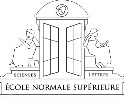 SCIENCES
LETTRES
ÉCOLE NORMALE SUPÉRIEURE